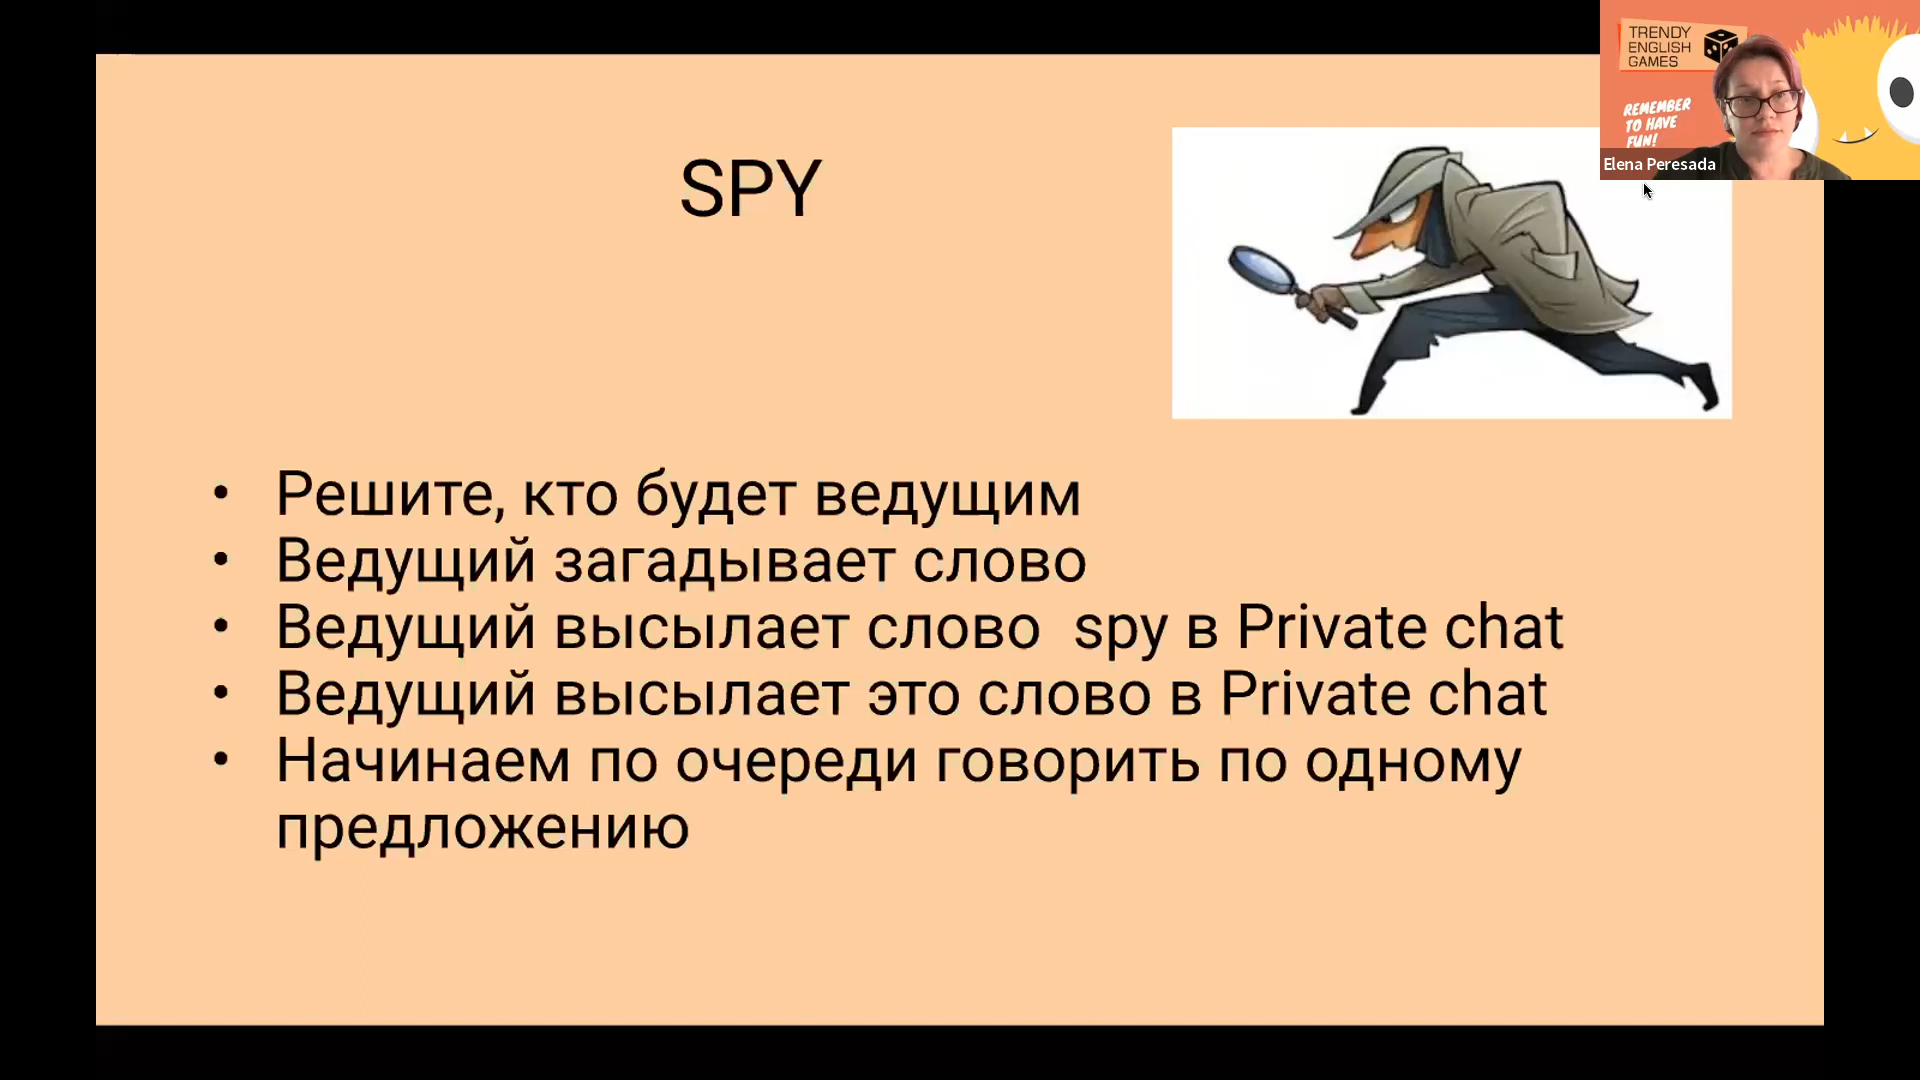 SPY
• Решите, кто будет ведущим
• Ведущий загадывает слово
• Ведущий высылает слово  spy в Private chat
• Ведущий высылает это слово в Private chat
• Начинаем по очереди говорить по одному
предложению
TRENDY
ENGLISH
GAMES
REMEMBER
TO HAVE
FUN!
Elena Peresada